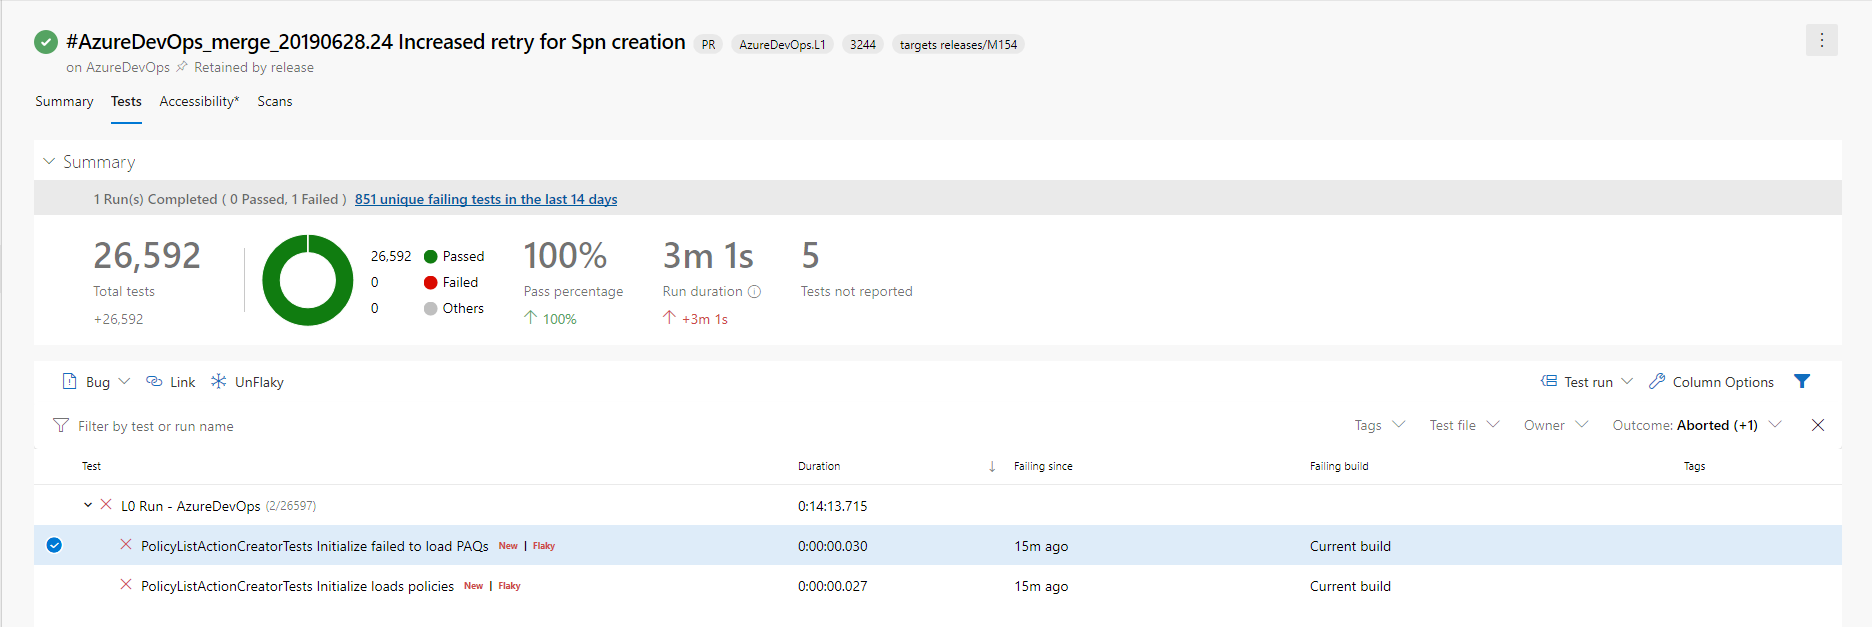 #AzureDevOps_merge_20190628.24 Increased retry for Spn creation PR AzureDevOps.L1 3244 targets releases/M154
on AzureDevOps Retained by release
Summary Tests Accessibility* Scans
Summary
1 Run(s) Completed ( 0 Passed, 1 Failed ) 851 unique failing tests in the last 14 days
26,592
Total tests
+26,592
26,592 Passed
0 Failed
0 Others
100%
Pass percentage
100%
3m 1s
Run duration
+3m 1s
5
Tests not reported
Bug Link UnFlaky Test run Column Options
Filter by test or run name Tags Test file Owner Outcome: Aborted (+1)
Test Duration Failing since Failing build Tags
L0 Run - AzureDevOps (2/26597) 0:14:13.715
PolicyListActionCreatorTests Initialize failed to load PAQs New | Flaky 0:00:00.030 15m ago Current build
PolicyListActionCreatorTests Initialize loads policies New | Flaky 0:00:00.027 15m ago Current build